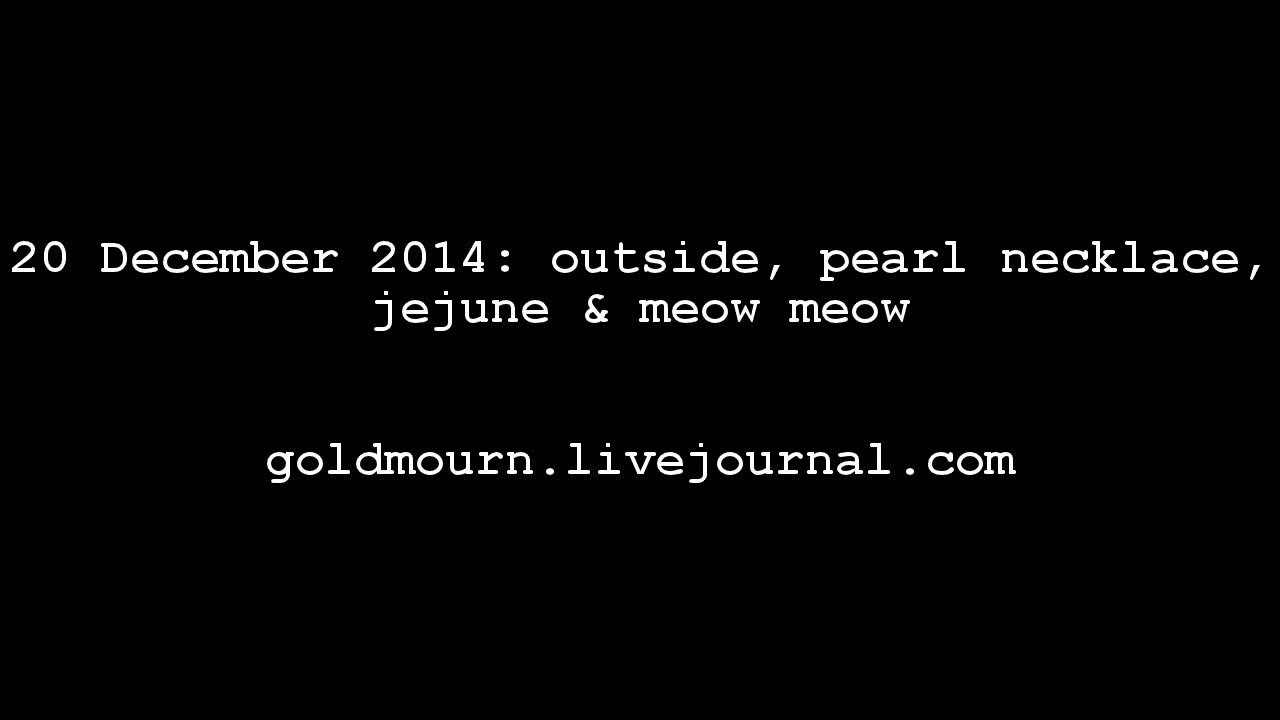 20 December 2014: outside, pearl necklace,
jejune & meow meow
goldmourn.livejournal.com